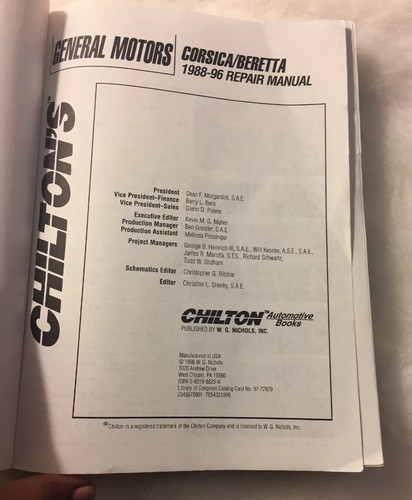 GENERAL MOTORS
CORSICA/BERETTA
1988-96 REPAIR MANUAL
CHILTON'S
President Dean F. Morgantini, S.A.E.
Vice President–Finance Barry L. Beck
Vice President–Sales Glenn D. Potere
Executive Editor Kevin M. G. Maher
Production Manager Ben Greisler, S.A.E.
Production Assistant Melinda Possinger
Project Managers George B. Heinrich III, S.A.E., Will Kessler, A.S.E., S.A.E.,
James R. Marotta, S.T.S., Richard Schwartz,
Todd W. Stidham
Schematics Editor Christopher G. Ritchie
Editor Christine L. Sheeky, S.A.E.
CHILTON™ Automotive
Books
PUBLISHED BY W. G. NICHOLS, INC.
Manufactured in USA
© 1998 W. G. Nichols
1020 Andrew Drive
West Chester, PA 19380
ISBN 0-8019-8825-X
Library of Congress Catalog Card No. 97-77879
2345678901 7654321098
Chilton is a registered trademark of the Chilton Company and is licensed to W. G. Nichols, Inc.